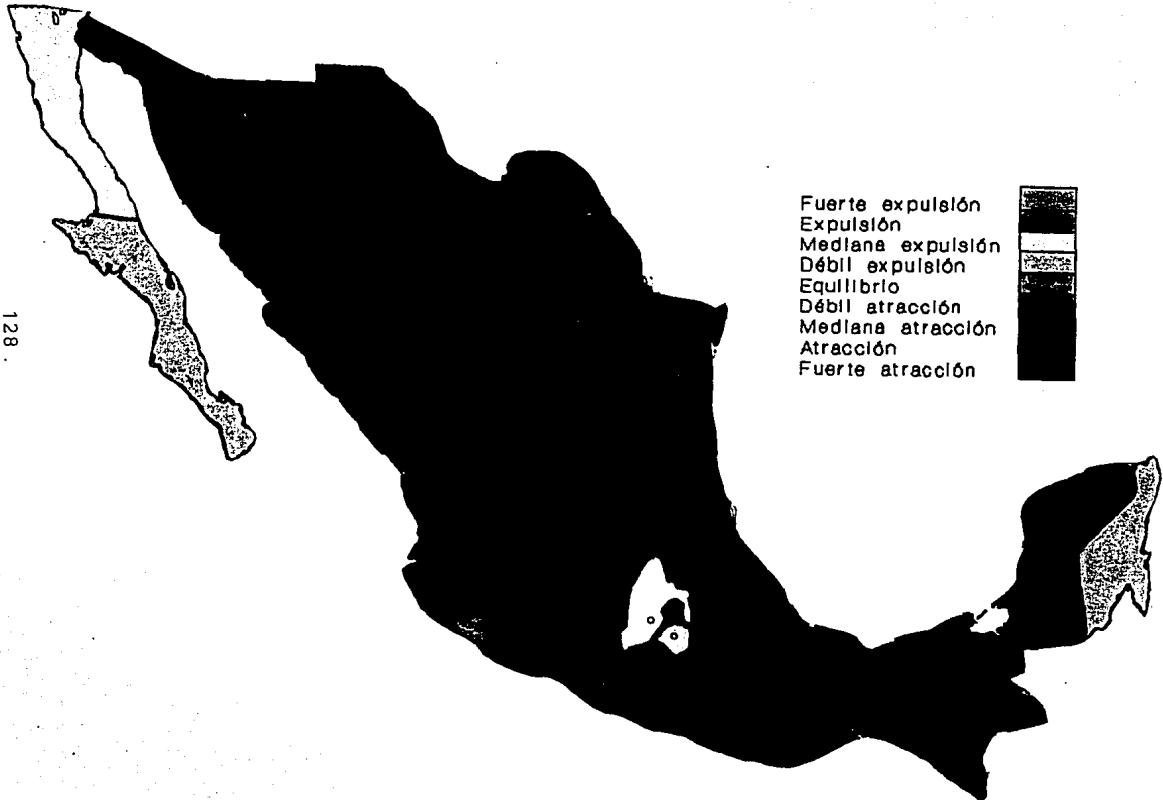 Fuerte expulsión
Expulsión
Mediana expulsión
Débil expulsión
Equilibrio
Débil atracción
Mediana atracción
Atracción
Fuerte atracción
128.